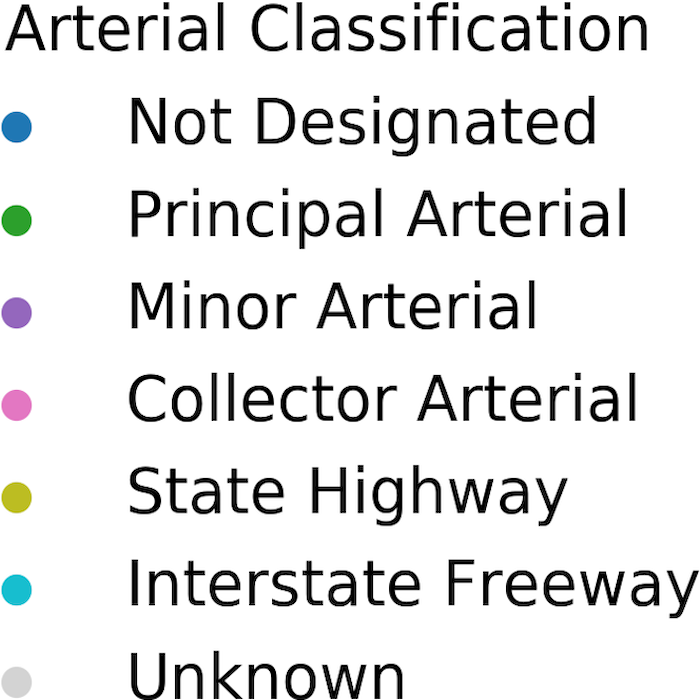 Arterial Classification
Not Designated
Principal Arterial
Minor Arterial
Collector Arterial
State Highway
Interstate Freeway
Unknown